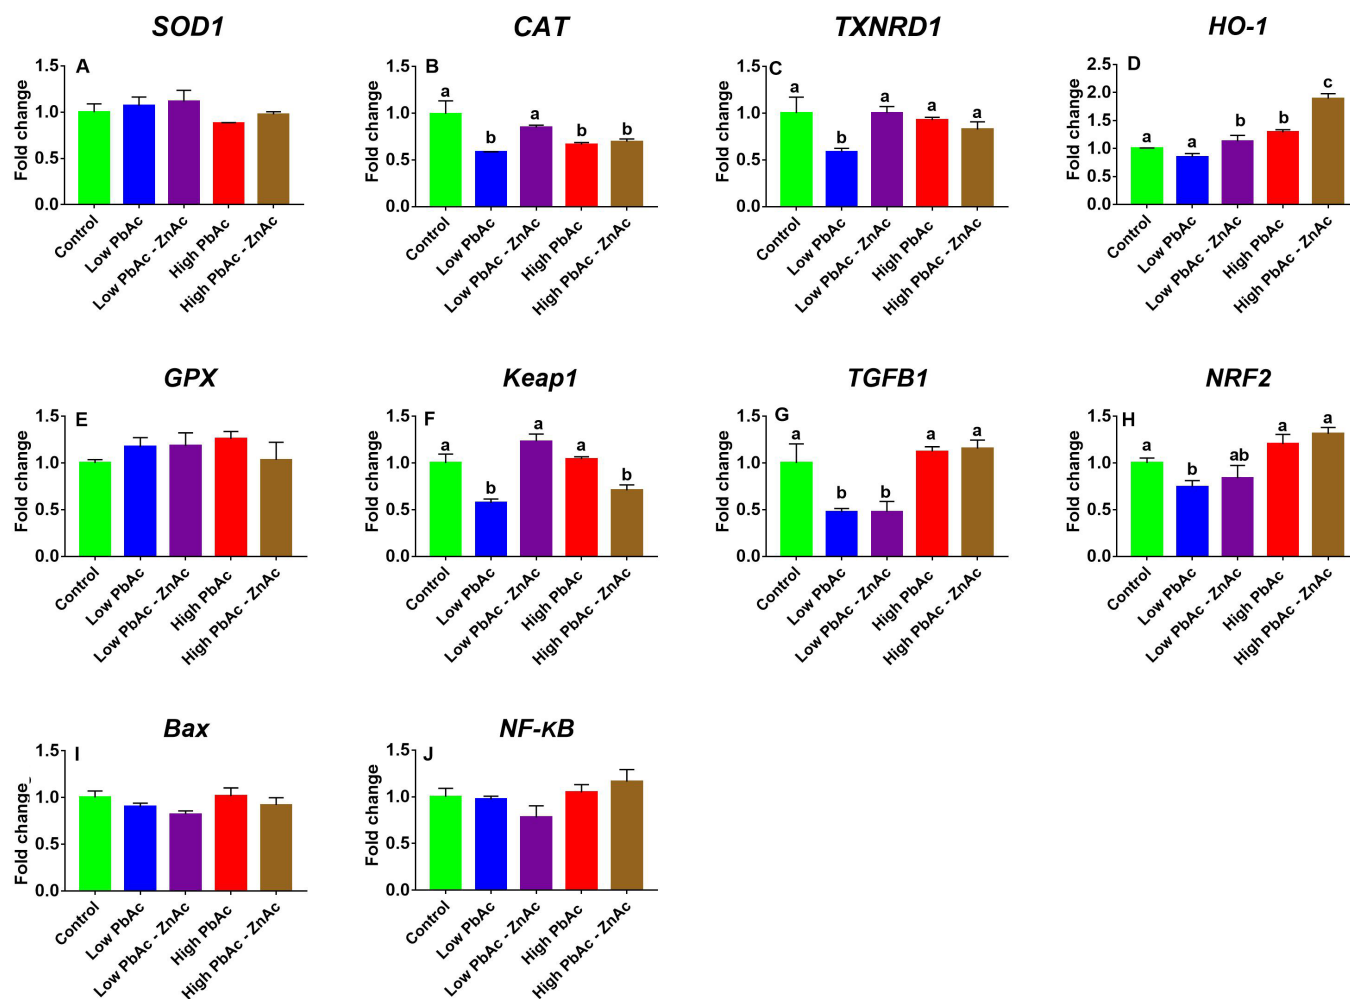 SOD1
A
Fold change
1.5
1.0
0.5
0.0
Control
Low PbAc
Low PbAc - ZnAc
High PbAc
High PbAc - ZnAc
CAT
B
Fold change
1.5
1.0
0.5
0.0
a
b
a
b
b
Control
Low PbAc
Low PbAc - ZnAc
High PbAc
High PbAc - ZnAc
TXNRD1
C
Fold change
1.5
1.0
0.5
0.0
a
b
a
a
a
Control
Low PbAc
Low PbAc - ZnAc
High PbAc
High PbAc - ZnAc
HO-1
D
Fold change
2.5
2.0
1.5
1.0
0.5
0.0
a
a
b
b
c
Control
Low PbAc
Low PbAc - ZnAc
High PbAc
High PbAc - ZnAc
GPX
E
Fold change
1.5
1.0
0.5
0.0
Control
Low PbAc
Low PbAc - ZnAc
High PbAc
High PbAc - ZnAc
Keap1
F
Fold change
1.5
1.0
0.5
0.0
a
b
a
a
b
Control
Low PbAc
Low PbAc - ZnAc
High PbAc
High PbAc - ZnAc
TGFB1
G
Fold change
1.5
1.0
0.5
0.0
a
b
b
a
a
Control
Low PbAc
Low PbAc - ZnAc
High PbAc
High PbAc - ZnAc
NRF2
H
Fold change
1.5
1.0
0.5
0.0
a
b
ab
a
a
Control
Low PbAc
Low PbAc - ZnAc
High PbAc
High PbAc - ZnAc
Bax
I
Fold change_
1.5
1.0
0.5
0.0
Control
Low PbAc
Low PbAc - ZnAc
High PbAc
High PbAc - ZnAc
NF-κB
J
Fold change
1.5
1.0
0.5
0.0
Control
Low PbAc
Low PbAc - ZnAc
High PbAc
High PbAc - ZnAc